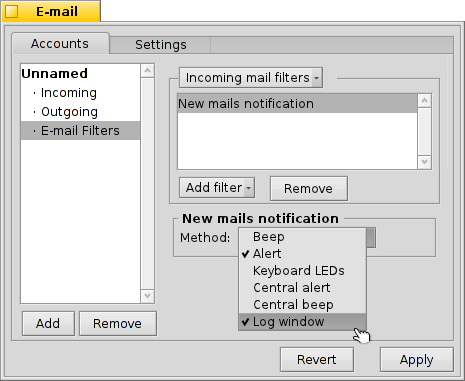 E-mail
Accounts
Settings
Unnamed
· Incoming
· Outgoing
· E-mail Filters
Add
Remove
Incoming mail filters
New mails notification
Add filter
Remove
New mails notification
Method:
Beep
Alert
Keyboard LEDs
Central alert
Central beep
Log window
Revert
Apply